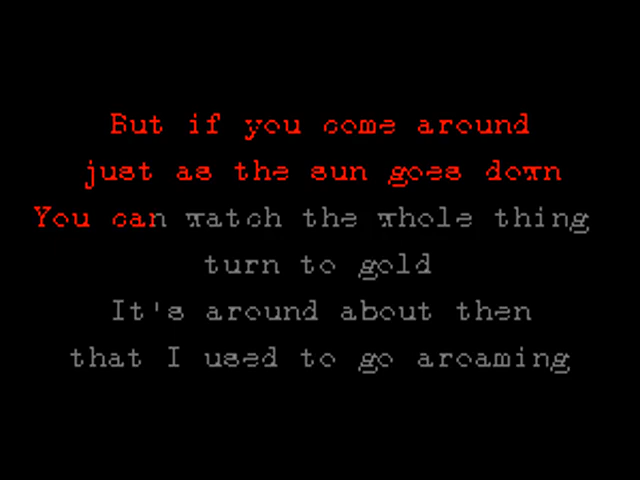 But if you come around
just as the sun goes down
You can watch the whole thing
turn to gold
It's around about then
that I used to go aroaming